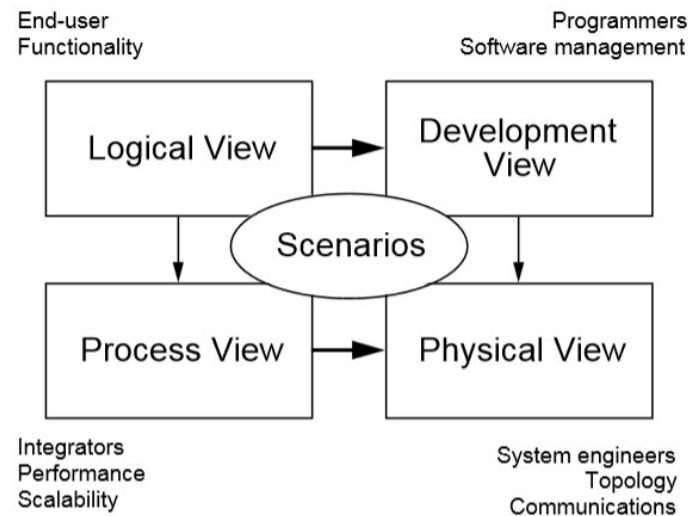 End-user
Functionality
Programmers
Software management
Logical View
Development
View
Scenarios
Process View
Physical View
Integrators
Performance
Scalability
System engineers
Topology
Communications